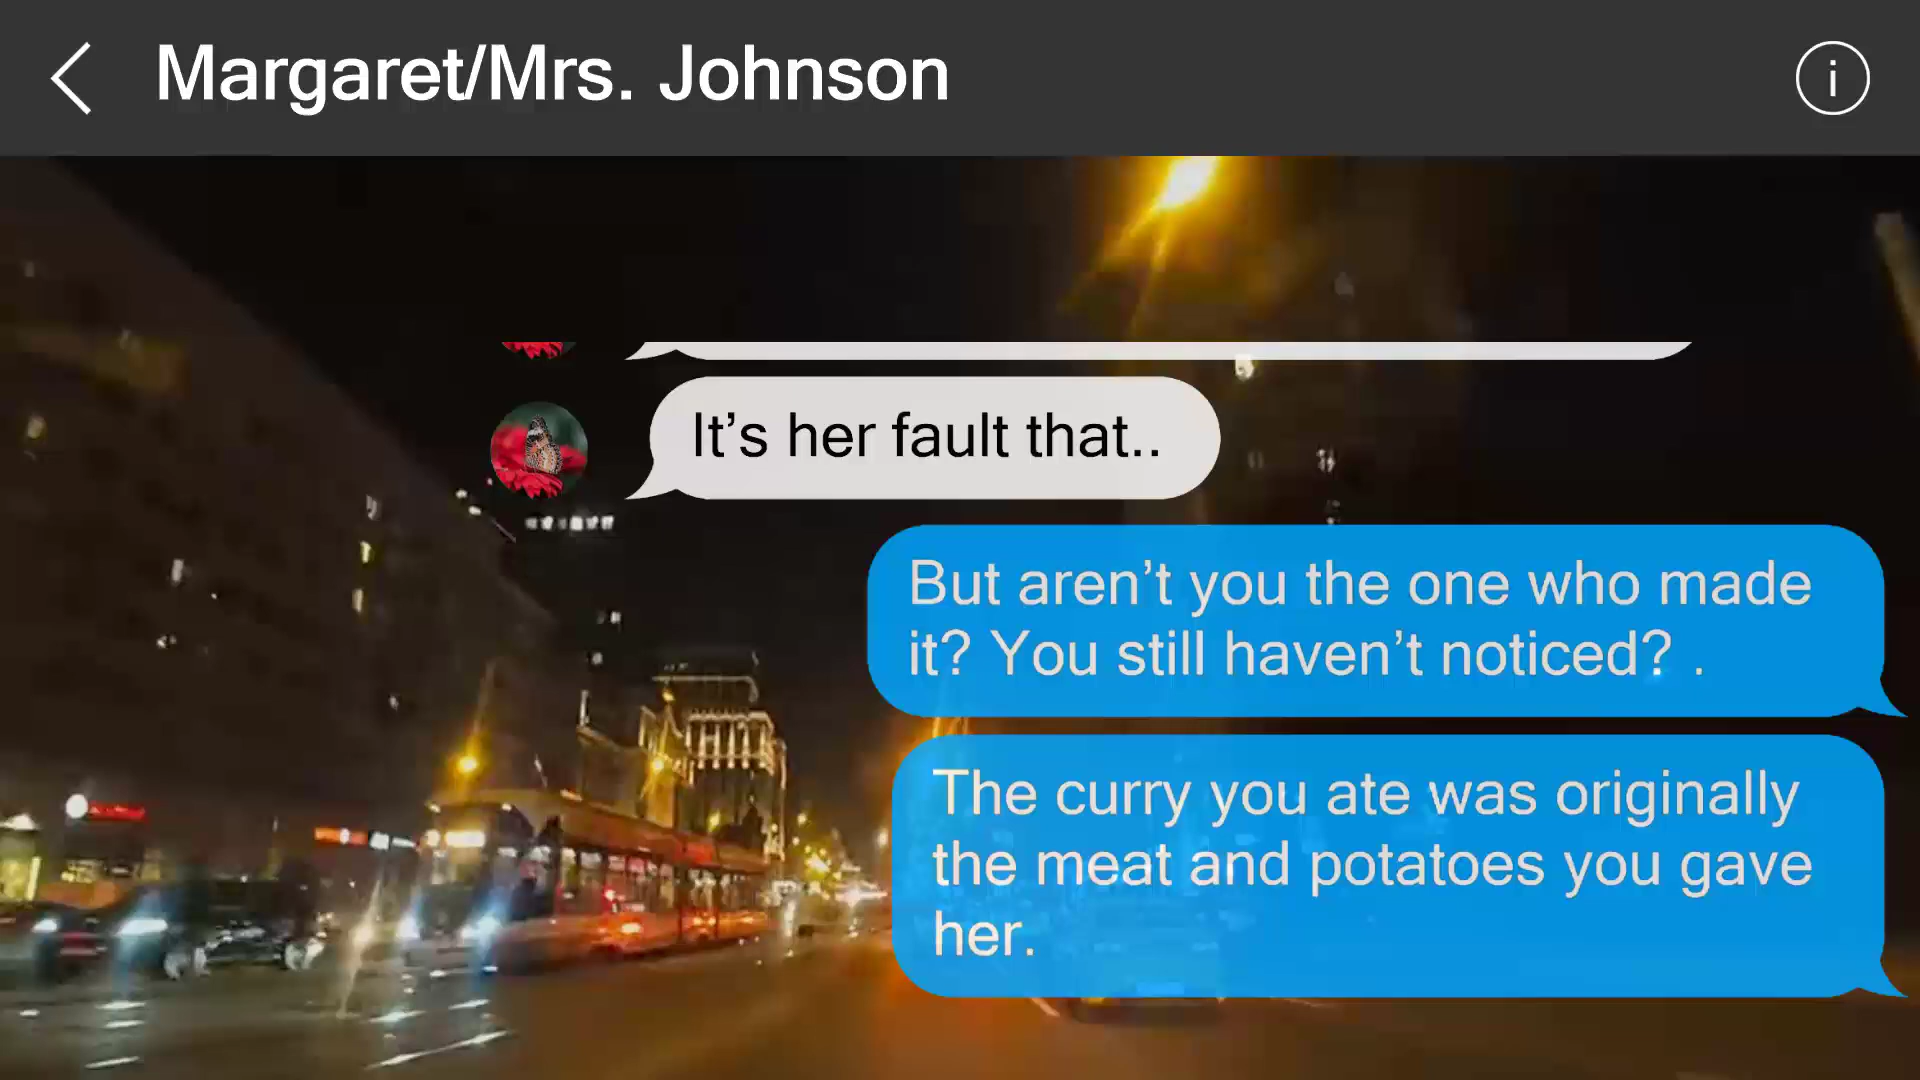 Margaret/Mrs. Johnson
It’s her fault that..
But aren’t you the one who made
it? You still haven’t noticed? .
The curry you ate was originally
the meat and potatoes you gave
her.